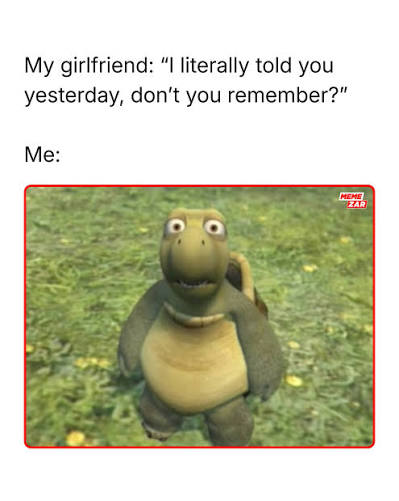 My girlfriend: “I literally told you
yesterday, don’t you remember?”
Me:
MEME
ZAR